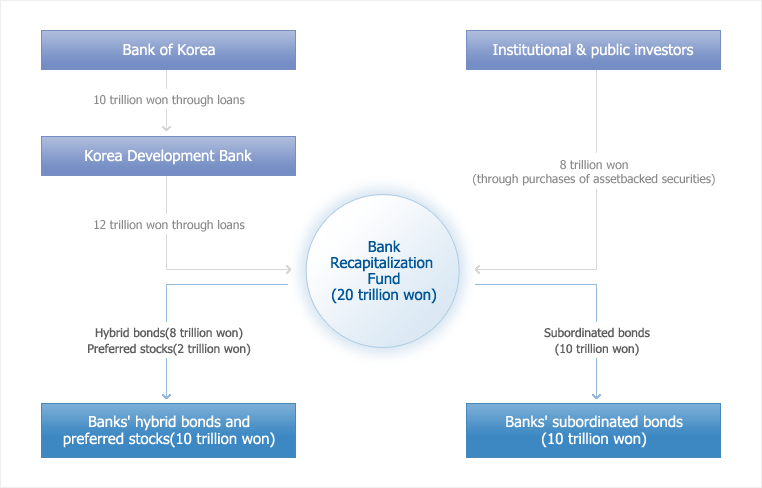 Bank of Korea
Institutional & public investors
10 trillion won through loans
Korea Development Bank
8 trillion won
(through purchases of assetbacked securities)
12 trillion won through loans
Bank
Recapitalization
Fund
(20 trillion won)
Hybrid bonds(8 trillion won)
Preferred stocks(2 trillion won)
Subordinated bonds
(10 trillion won)
Banks' hybrid bonds and
preferred stocks(10 trillion won)
Banks' subordinated bonds
(10 trillion won)